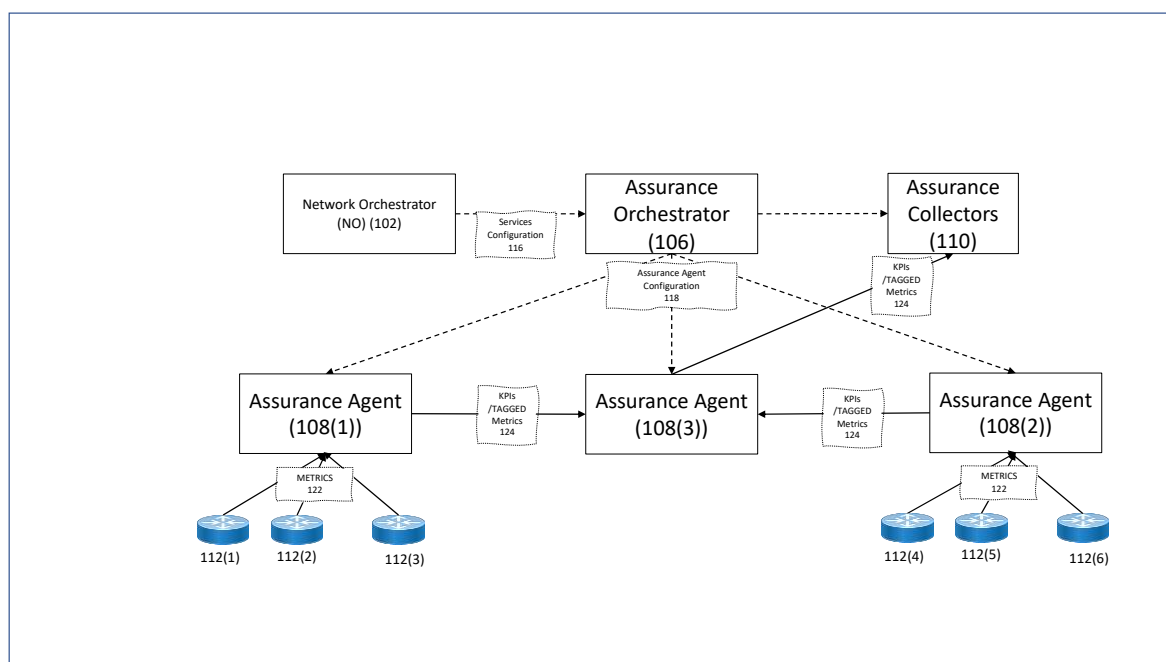 Network Orchestrator
(NO) (102)
Services
Configuration
116
Assurance
Orchestrator
(106)
Assurance
Collectors
(110)
Assurance Agent
Configuration
118
KPIs
/TAGGED
Metrics
124
Assurance Agent
(108(1))
KPIs
/TAGGED
Metrics
124
Assurance Agent
(108(3))
KPIs
/TAGGED
Metrics
124
Assurance Agent
(108(2))
METRICS
122
METRICS
122
112(1)
112(2)
112(3)
112(4)
112(5)
112(6)